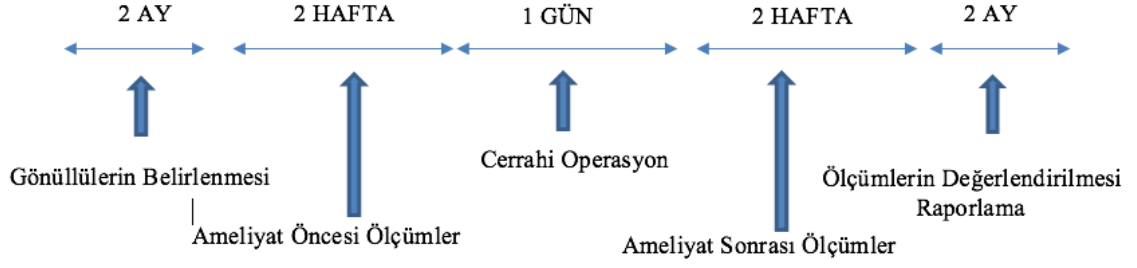 2 AY
2 HAFTA
1 GÜN
2 HAFTA
2 AY
Gönüllülerin Belirlenmesi
Ameliyat Öncesi Ölçümler
Cerrahi Operasyon
Ameliyat Sonrası Ölçümler
Ölçümlerin Değerlendirilmesi
Raporlama